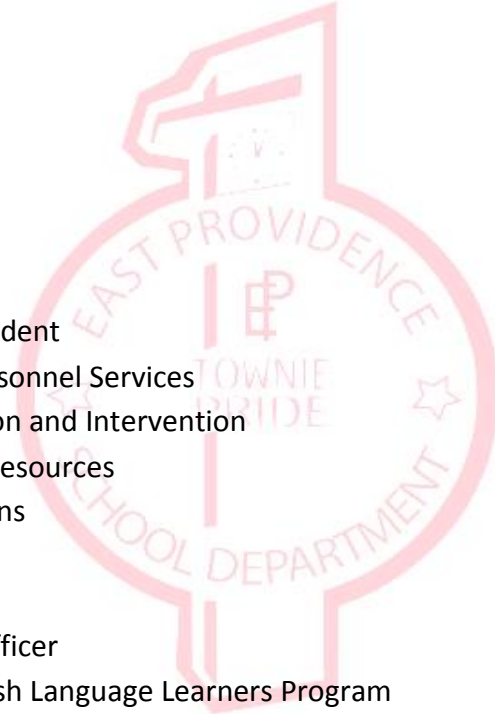 EAST PROVIDENCE
EP
TOWNIE
PRIDE
SCHOOL DEPARTMENT
dent
sonnel Services
on and Intervention
esources
ns
fficer
sh Language Learners Program